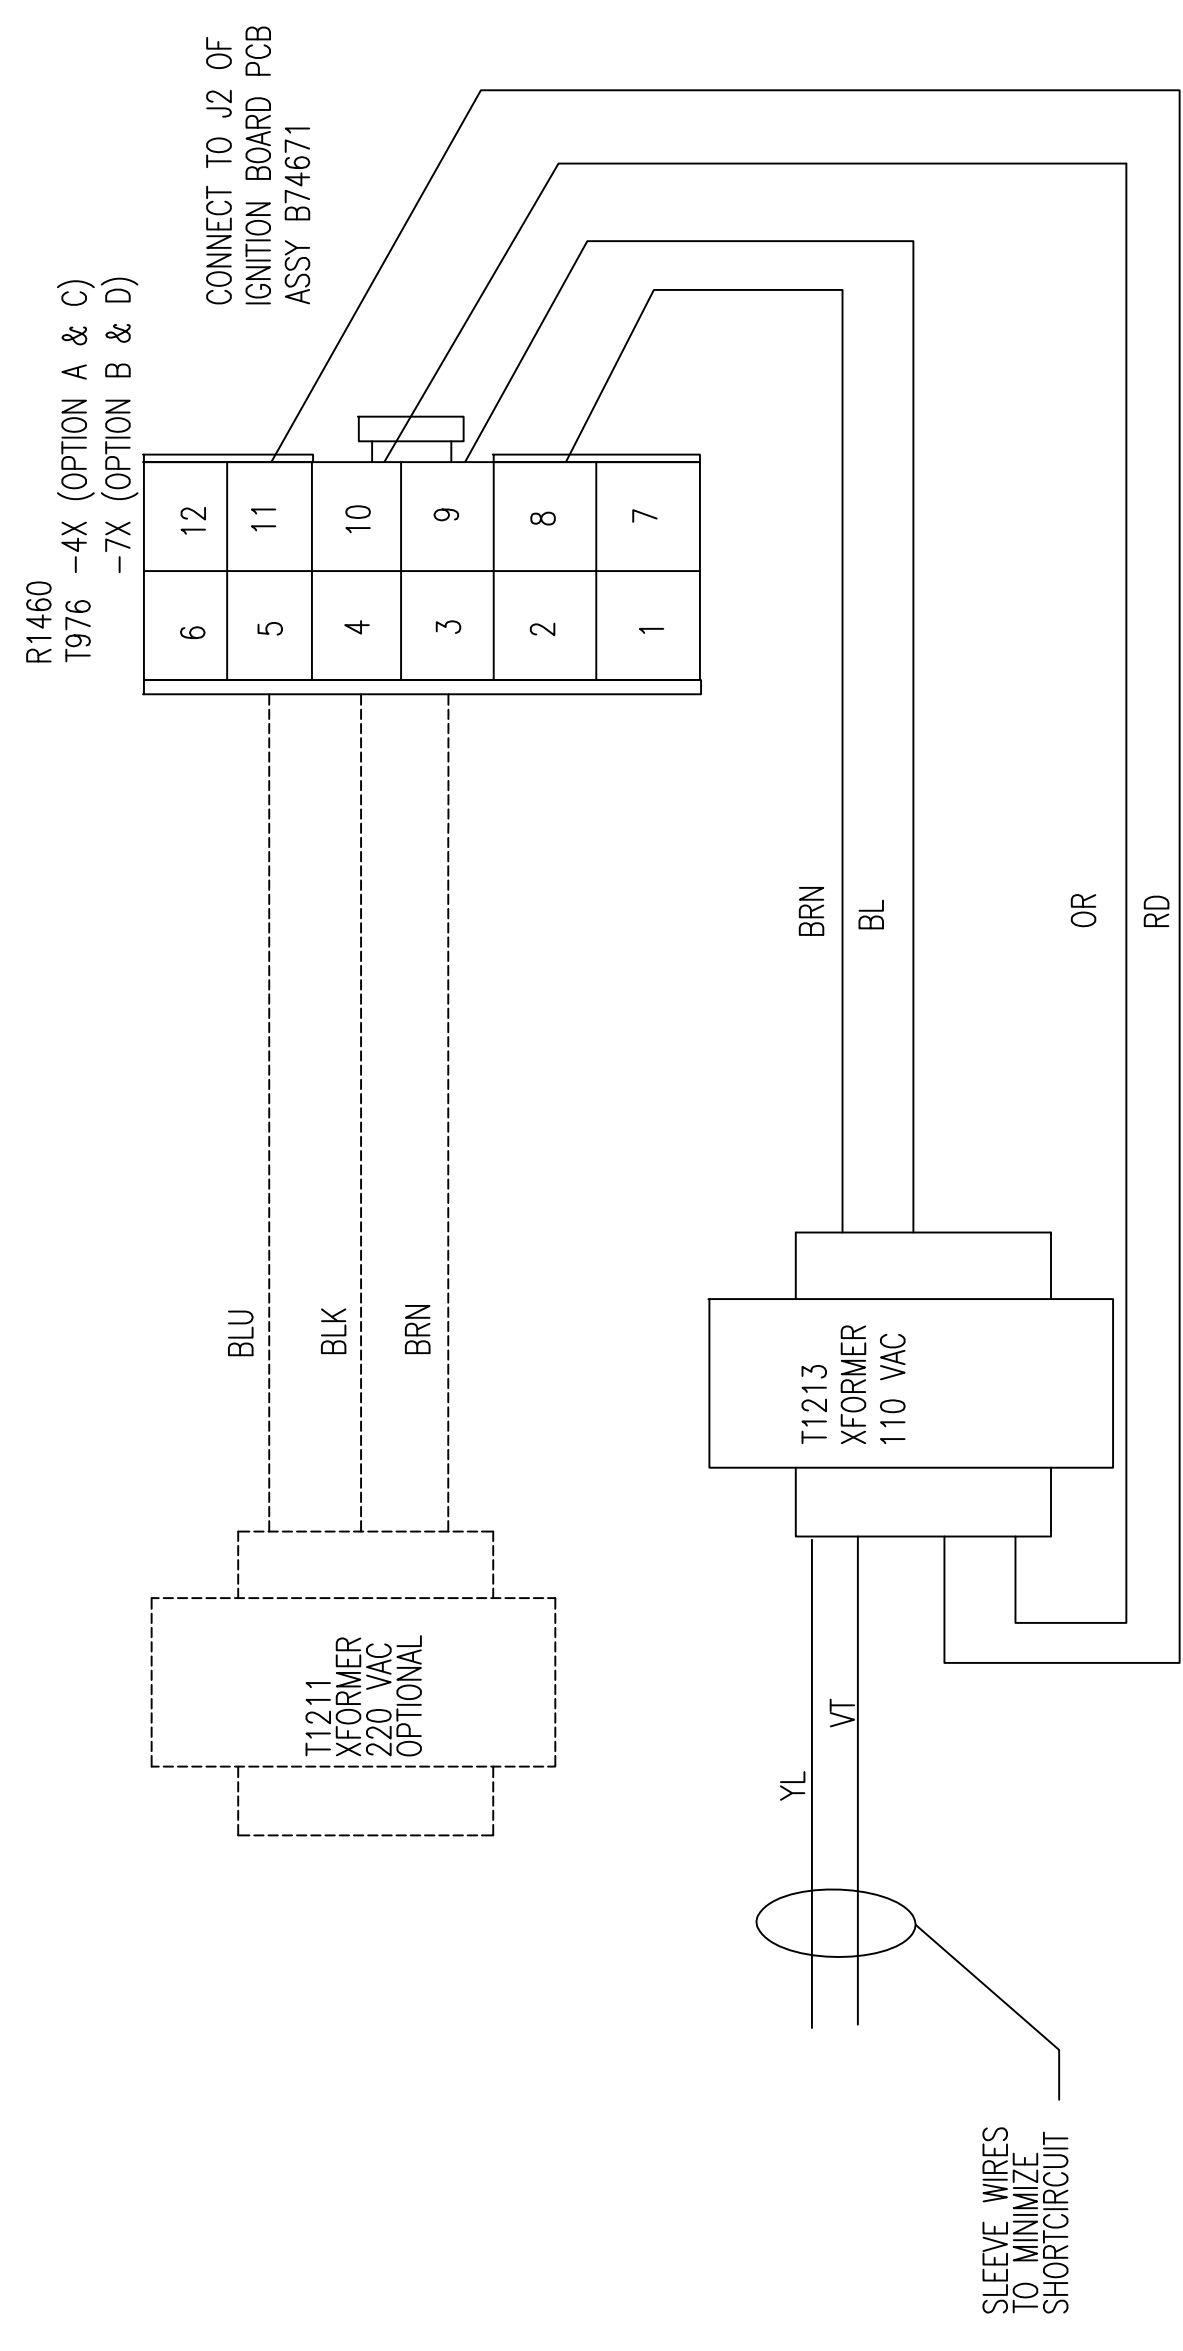 R1460
T976 -4X (OPTION A & C)
-7X (OPTION B & D)
CONNECT TO J2 OF
IGNITION BOARD PCB
ASSY B74671
12
11
10
9
8
7
6
5
4
3
2
1
BLU
BLK
BRN
BRN
BL
OR
RD
T1211
XFORMER
220 VAC
OPTIONAL
T1213
XFORMER
110 VAC
YL
VT
SLEEVE WIRES
TO MINIMIZE
SHORTCIRCUIT